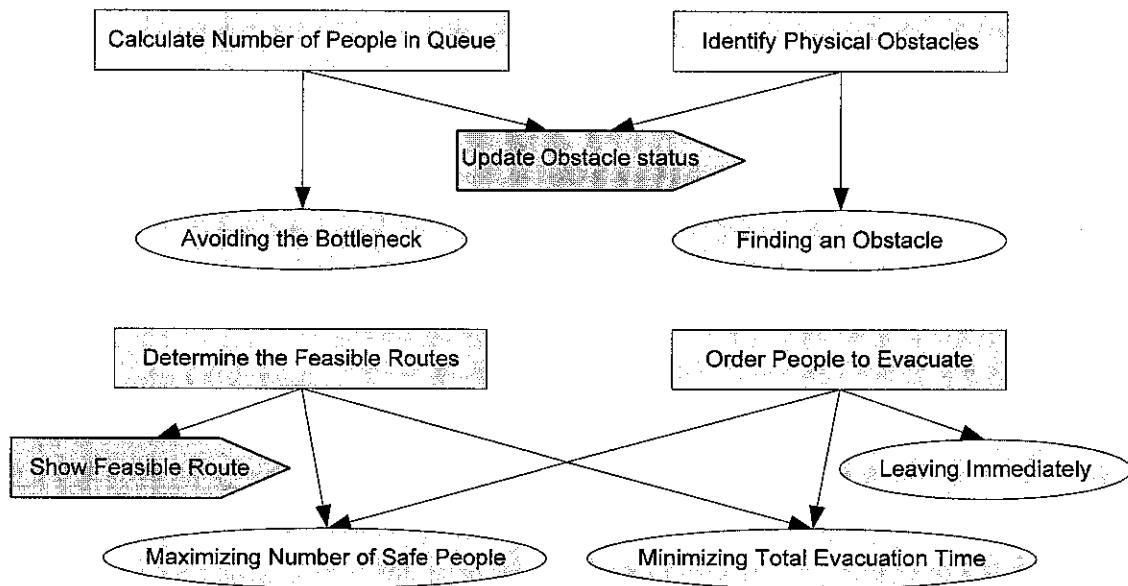 Calculate Number of People in Queue
Identify Physical Obstacles
Update Obstacle status
Avoiding the Bottleneck
Finding an Obstacle
Determine the Feasible Routes
Order People to Evacuate
Show Feasible Route
Leaving Immediately
Maximizing Number of Safe People
Minimizing Total Evacuation Time